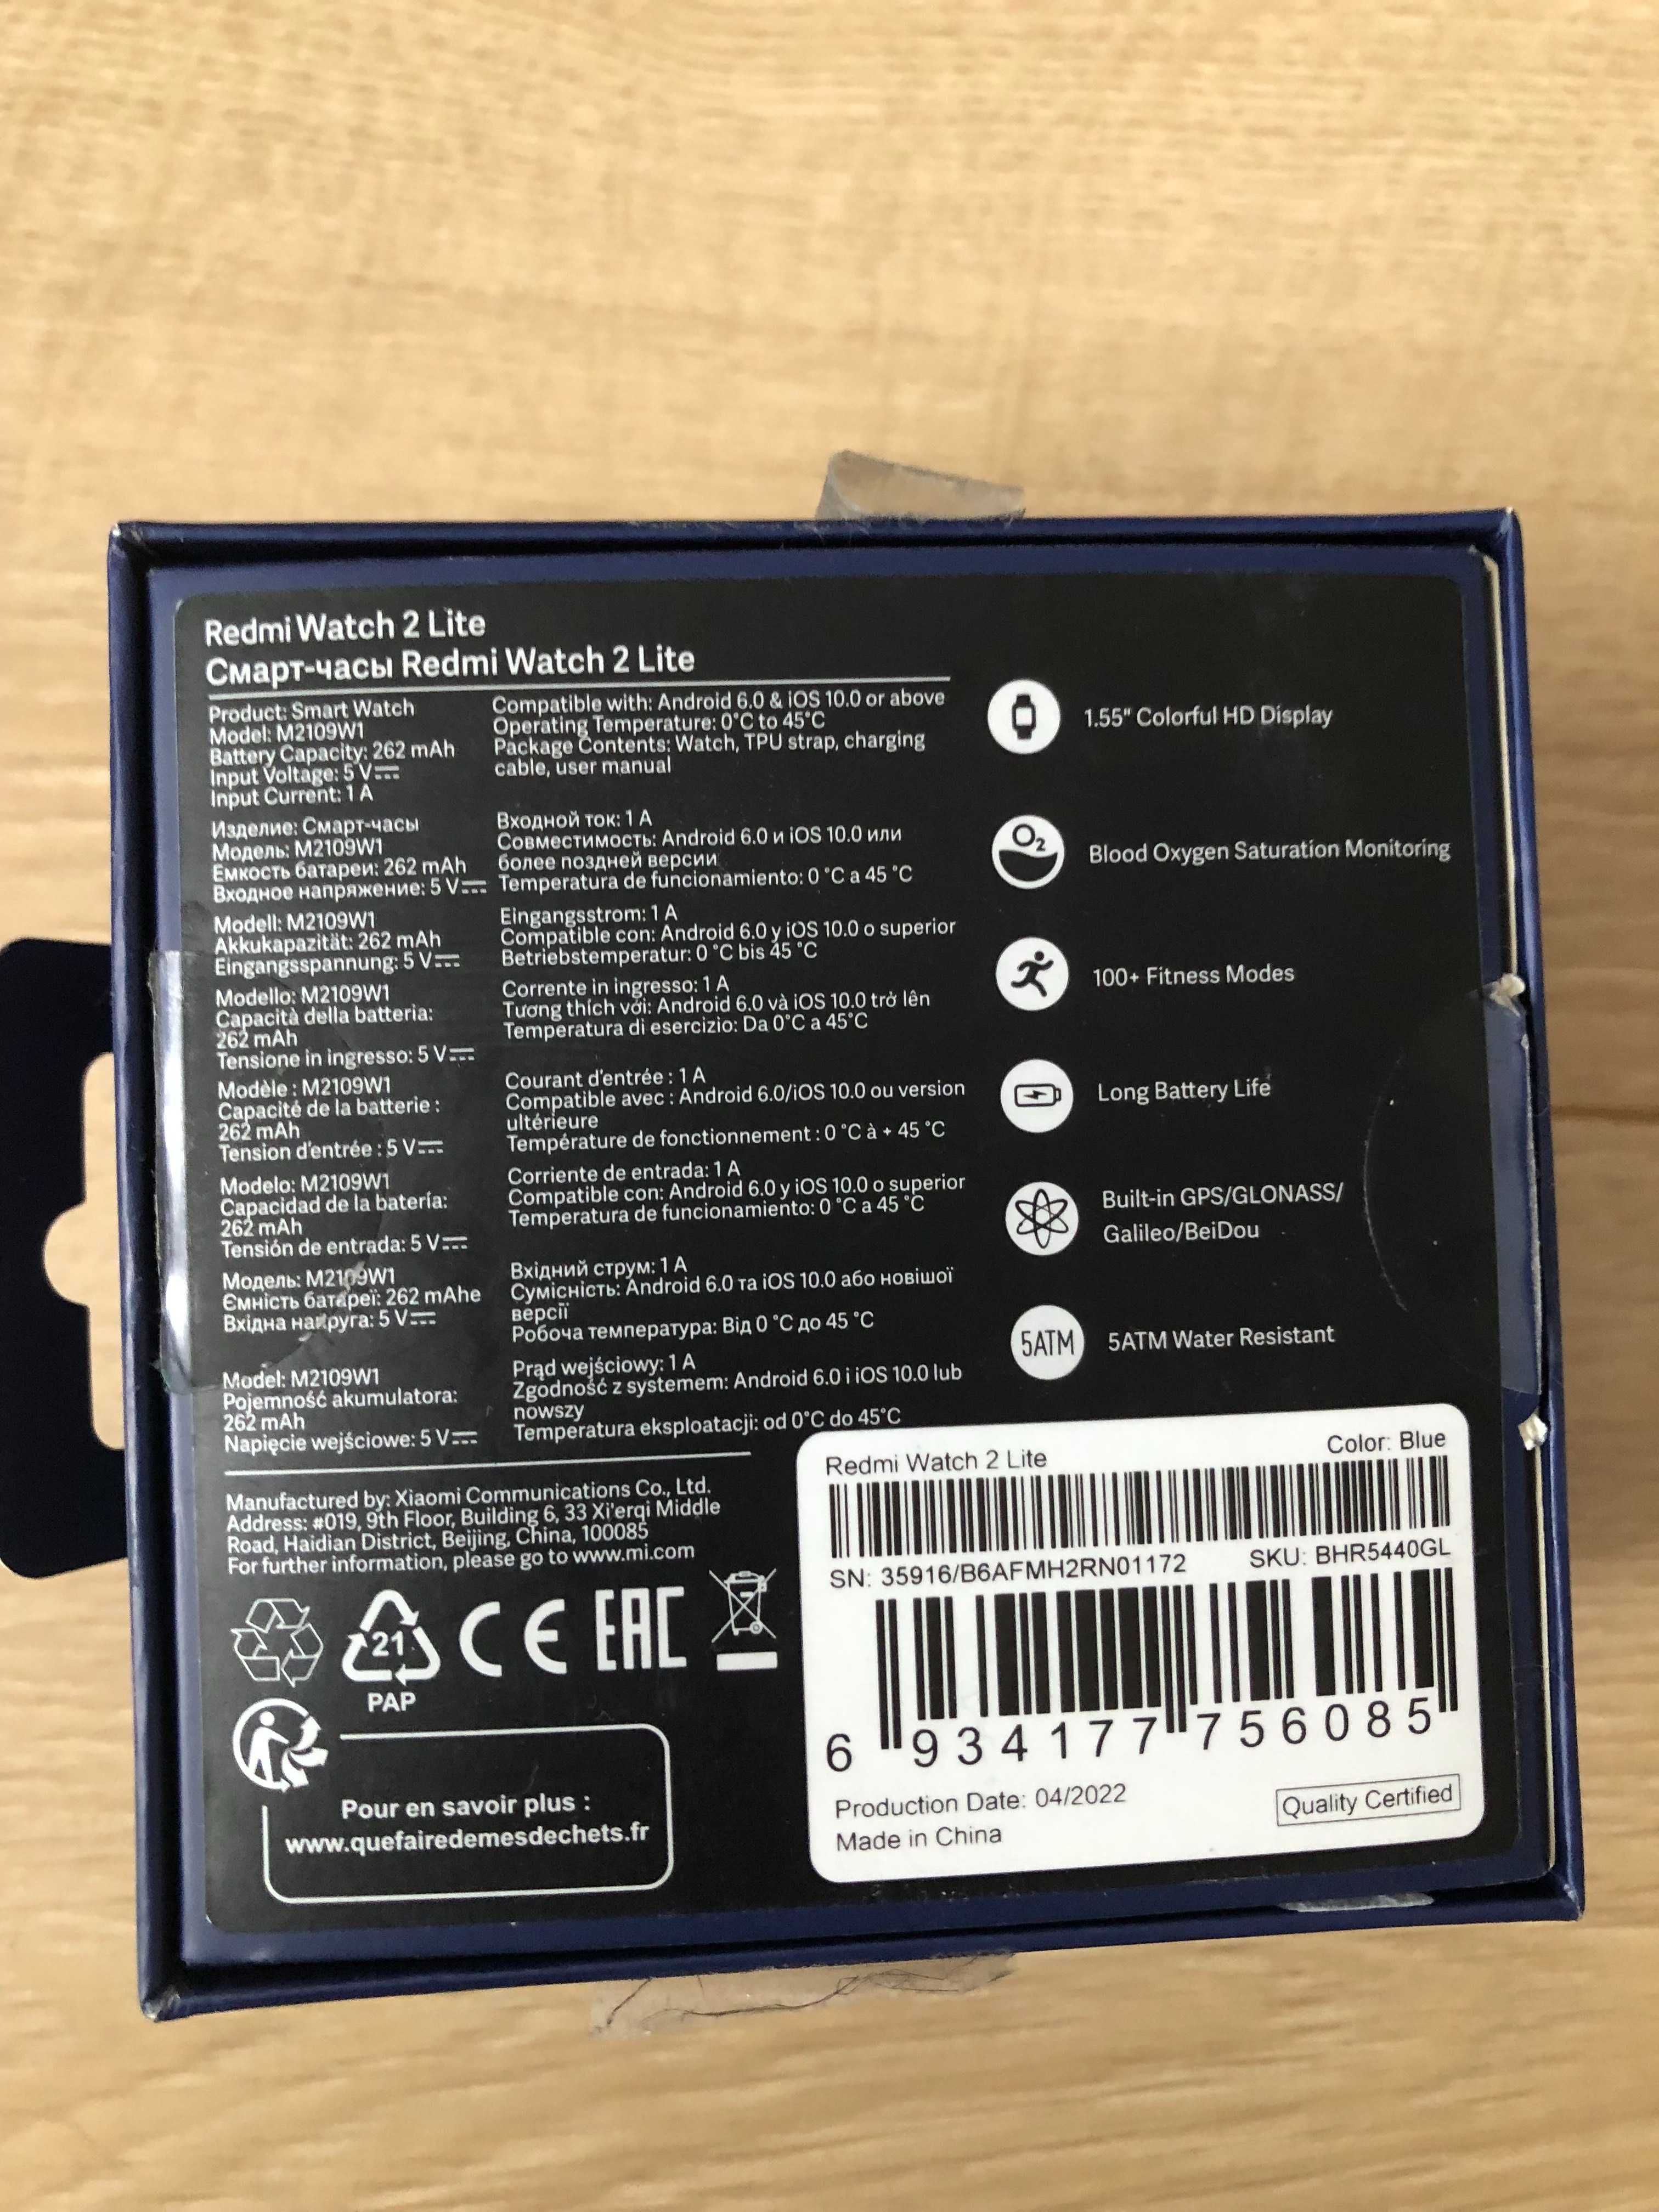 Redmi Watch 2 Lite
Смарт-часы Redmi Watch 2 Lite
Product: Smart Watch
Model: M2109W1
Battery Capacity: 262 mAh
Input Voltage: 5 V⎓
Input Current: 1 A
Compatible with: Android 6.0 & iOS 10.0 or above
Operating Temperature: 0°C to 45°C
Package Contents: Watch, TPU strap, charging
cable, user manual
Изделие: Смарт-часы
Модель: M2109W1
Емкость батареи: 262 mAh
Входное напряжение: 5 V⎓
Входной ток: 1 A
Совместимость: Android 6.0 и iOS 10.0 или
более поздней версии
Temperatura de funcionamiento: 0 °C a 45 °C
Modell: M2109W1
Akkukapazität: 262 mAh
Eingangsspannung: 5 V⎓
Eingangsstrom: 1 A
Compatible con: Android 6.0 y iOS 10.0 o superior
Betriebstemperatur: 0 °C bis 45 °C
Modello: M2109W1
Capacità della batteria:
262 mAh
Tensione in ingresso: 5 V⎓
Corrente in ingresso: 1 A
Tương thích với: Android 6.0 và iOS 10.0 trở lên
Temperatura di esercizio: Da 0°C a 45°C
Modèle : M2109W1
Capacité de la batterie :
262 mAh
Tension d'entrée : 5 V⎓
Courant d'entrée : 1 A
Compatible avec : Android 6.0/iOS 10.0 ou version
ultérieure
Température de fonctionnement : 0 °C à + 45 °C
Modelo: M2109W1
Capacidad de la batería:
262 mAh
Tensión de entrada: 5 V⎓
Corriente de entrada: 1 A
Compatible con: Android 6.0 y iOS 10.0 o superior
Temperatura de funcionamiento: 0 °C a 45 °C
Модель: M2109W1
Ємність батареї: 262 mAhe
Вхідна напруга: 5 V⎓
Вхідний струм: 1 A
Сумісність: Android 6.0 та iOS 10.0 або новішої
версії
Робоча температура: Від 0 °C до 45 °C
Model: M2109W1
Pojemność akumulatora:
262 mAh
Napięcie wejściowe: 5 V⎓
Prąd wejściowy: 1 A
Zgodność z systemem: Android 6.0 i iOS 10.0 lub
nowszy
Temperatura eksploatacji: od 0°C do 45°C
1.55" Colorful HD Display
O₂
Blood Oxygen Saturation Monitoring
100+ Fitness Modes
Long Battery Life
Built-in GPS/GLONASS/
Galileo/BeiDou
5ATM
5ATM Water Resistant
Manufactured by: Xiaomi Communications Co., Ltd.
Address: #019, 9th Floor, Building 6, 33 Xi'erqi Middle
Road, Haidian District, Beijing, China, 100085
For further information, please go to www.mi.com
21
PAP
CE
EAC
Pour en savoir plus :
www.quefairedemesdechets.fr
Redmi Watch 2 Lite
Color: Blue
SN: 35916/B6AFMH2RN01172
SKU: BHR5440GL
6 934177 756085
Production Date: 04/2022
Made in China
Quality Certified